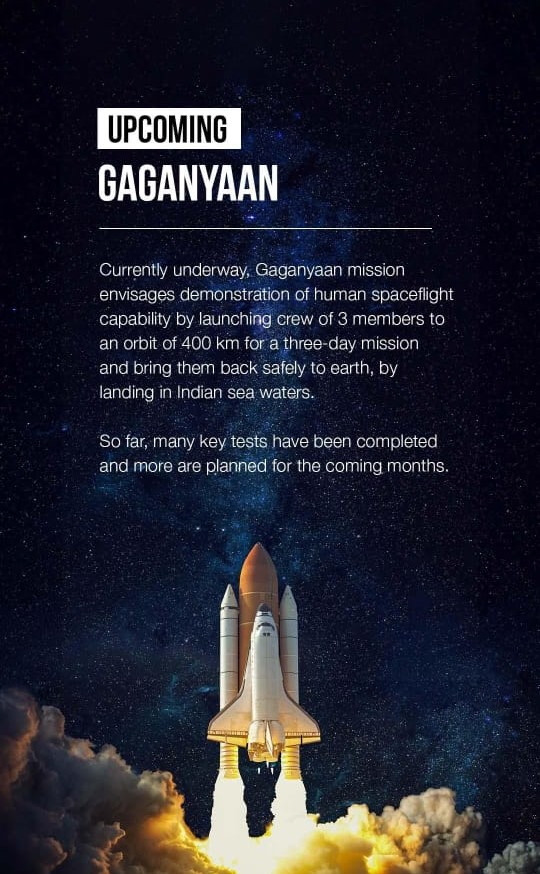 UPCOMING
GAGANYAAN
Currently underway, Gaganyaan mission
envisages demonstration of human spaceflight
capability by launching crew of 3 members to
an orbit of 400 km for a three-day mission
and bring them back safely to earth, by
landing in Indian sea waters.
So far, many key tests have been completed
and more are planned for the coming months.